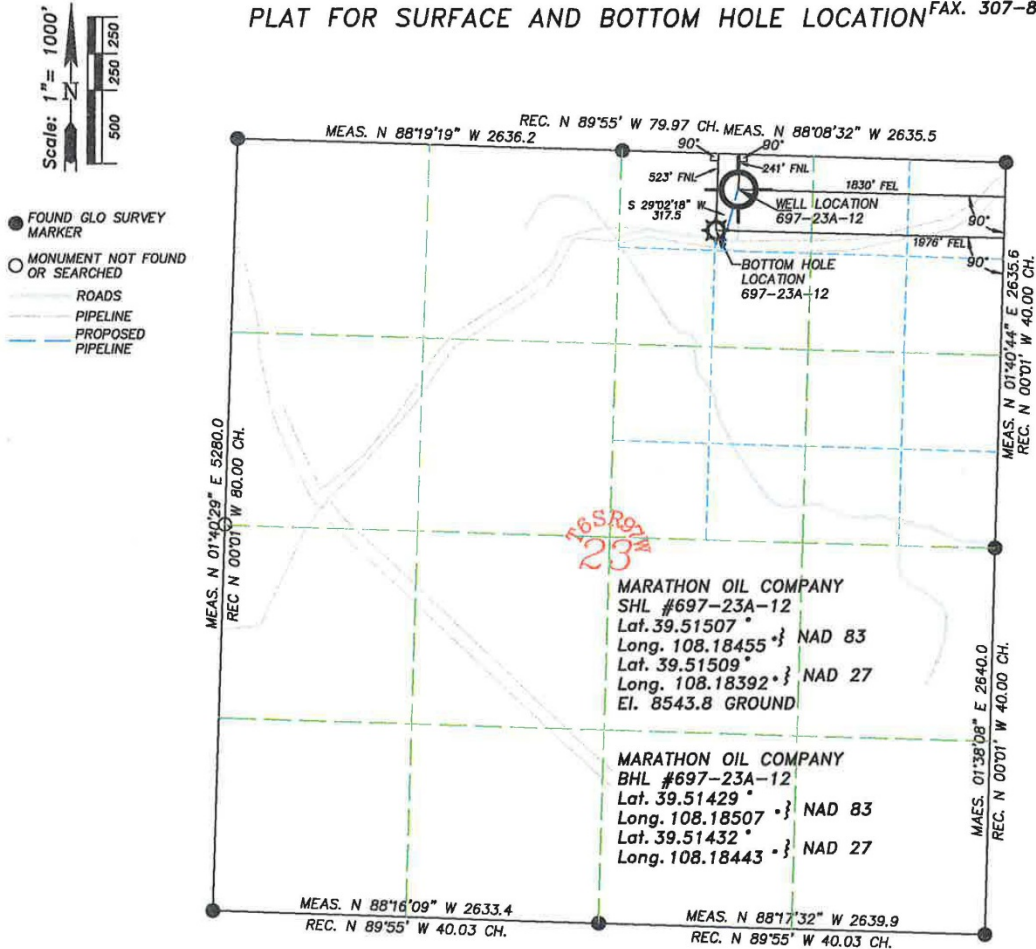 PLAT FOR SURFACE AND BOTTOM HOLE LOCATION
FAX. 307-8
Scale: 1"= 1000'
N
500
250
250
FOUND GLO SURVEY
MARKER
MONUMENT NOT FOUND
OR SEARCHED
ROADS
PIPELINE
PROPOSED
PIPELINE
MEAS. N 88°19'19" W 2636.2
REC. N 89°55' W 79.97 CH.
MEAS. N 88°08'32" W 2635.5
90°
90°
523' FNL
241' FNL
1830' FEL
S 29°02'18" W
317.5
WELL LOCATION
697-23A-12
90°
1976' FEL
90°
BOTTOM HOLE
LOCATION
697-23A-12
MEAS. N 01°40'44" E 2635.6
REC. N 00°01' W 40.00 CH.
MEAS. N 01°40'29" E 5280.0
REC N 00°01' W 80.00 CH.
T6SR97W
23
MARATHON OIL COMPANY
SHL #697-23A-12
Lat. 39.51507 °
Long. 108.18455 °} NAD 83
Lat. 39.51509 °
Long. 108.18392 °} NAD 27
El. 8543.8 GROUND
MARATHON OIL COMPANY
BHL #697-23A-12
Lat. 39.51429 °
Long. 108.18507 °} NAD 83
Lat. 39.51432 °
Long. 108.18443 °} NAD 27
MAES. 01°38'08" E 2640.0
REC. N 00°01' W 40.00 CH.
MEAS. N 88°16'09" W 2633.4
REC. N 89°55' W 40.03 CH.
MEAS. N 88°17'32" W 2639.9
REC. N 89°55' W 40.03 CH.